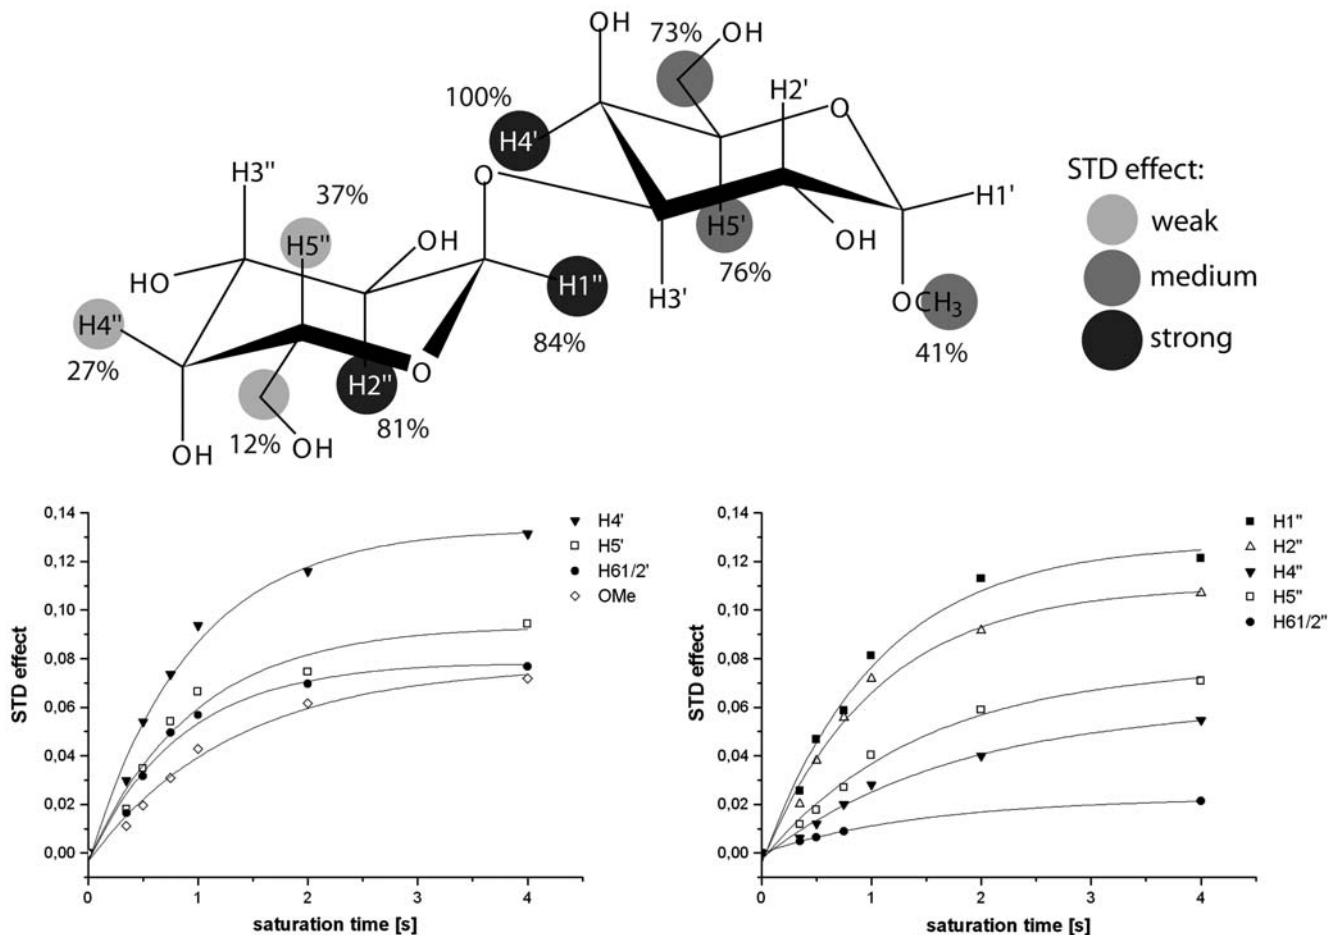 OH
73%
OH
100%
H2'
O
H4'
H3''
37%
O
H1'
OH
H5''
OH
H5'
HO
76%
H3'
H1''
OCH₃
H4''
84%
41%
27%
O
H2''
12%
OH
81%
OH
STD effect:
weak
medium
strong
0,14
0,12
0,10
0,08
0,06
0,04
0,02
0,00
STD effect
0
1
2
3
4
saturation time [s]
H4'
H5'
H61/2'
OMe
0,14
0,12
0,10
0,08
0,06
0,04
0,02
0,00
STD effect
0
1
2
3
4
saturation time [s]
H1"
H2"
H4"
H5"
H61/2"